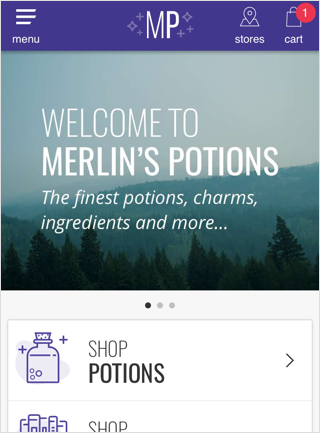 menu
MP
stores
cart
1
WELCOME TO
MERLIN'S POTIONS
The finest potions, charms,
ingredients and more...
SHOP
POTIONS
SHOP